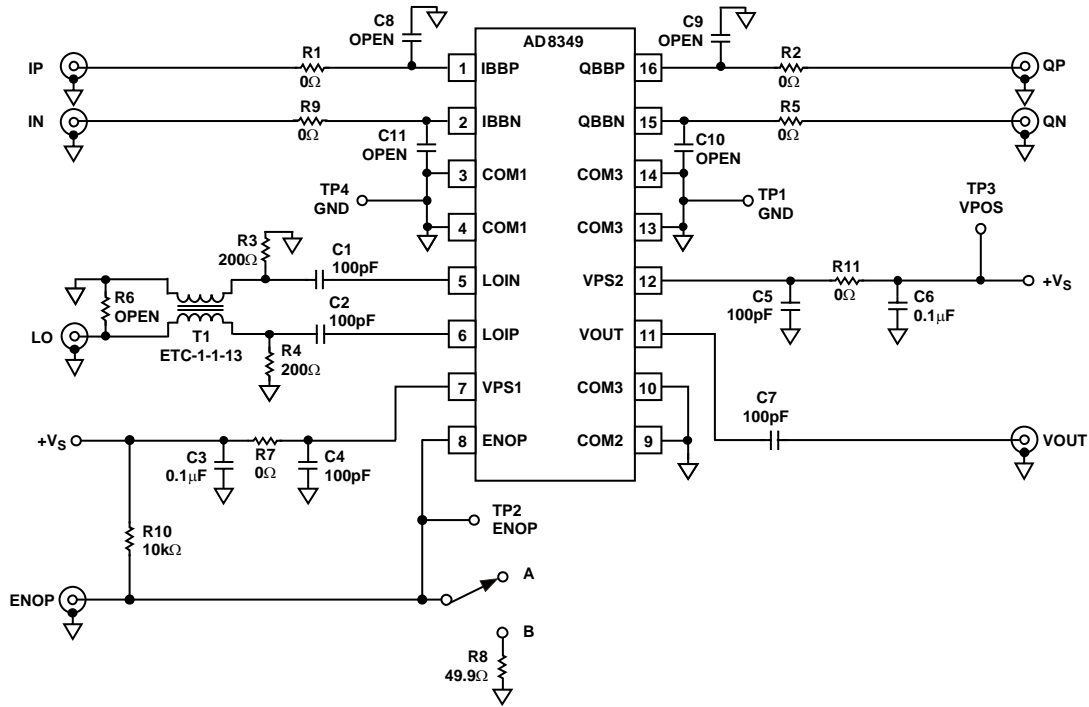 C8
OPEN
C9
OPEN
AD8349
IP
R1
0Ω
1
IBBP
QBBP
16
R2
0Ω
QP
IN
R9
0Ω
2
IBBN
QBBN
15
R5
0Ω
QN
C11
OPEN
C10
OPEN
3
COM1
COM3
14
TP4
GND
TP1
GND
TP3
VPOS
4
COM1
COM3
13
R3
200Ω
C1
100pF
5
LOIN
VPS2
12
R11
0Ω
+VS
R6
OPEN
C5
100pF
C6
0.1μF
C2
100pF
LO
T1
ETC-1-1-13
6
LOIP
VOUT
11
R4
200Ω
7
VPS1
COM3
10
C7
100pF
+VS
C3
0.1μF
R7
0Ω
C4
100pF
8
ENOP
COM2
9
VOUT
TP2
ENOP
R10
10kΩ
A
ENOP
B
R8
49.9Ω